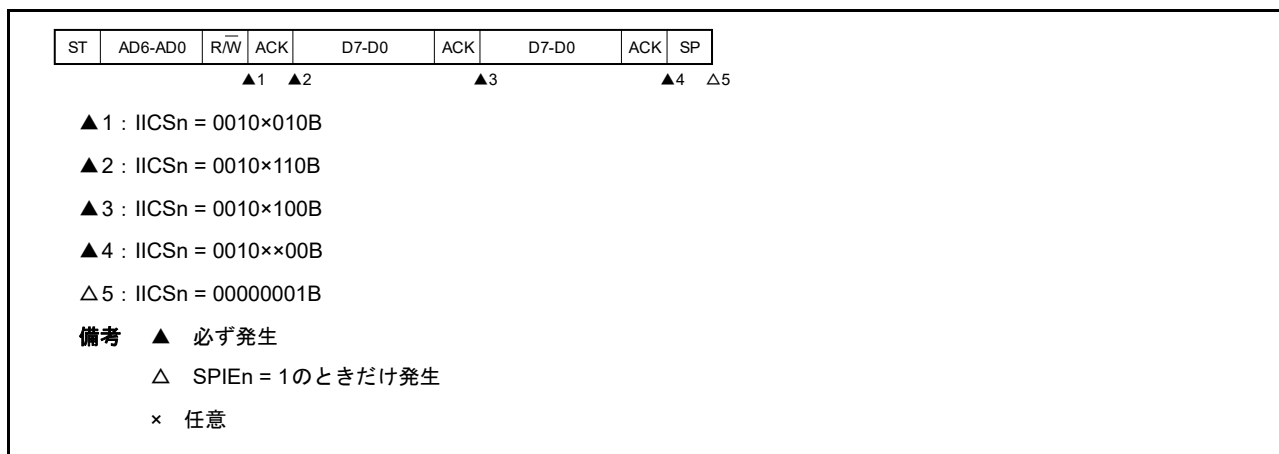 ST AD6-AD0 R/W̅ ACK D7-D0 ACK D7-D0 ACK SP
▲1 ▲2 ▲3 ▲4 △5
▲1：IICSn = 0010×010B
▲2：IICSn = 0010×110B
▲3：IICSn = 0010×100B
▲4：IICSn = 0010××00B
△5：IICSn = 00000001B
備考 ▲ 必ず発生
△ SPIEn = 1のときだけ発生
× 任意